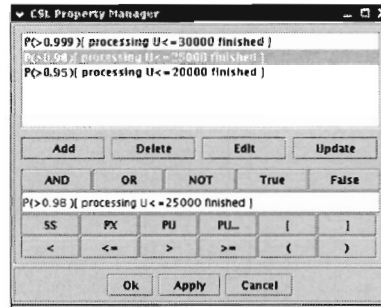 CSL Property Manager
P(>0.999 )( processing U<=30000 finished )
P(>0.98 )( processing U<=25000 finished )
P(>0.95)( processing U<=20000 finished )
Add Delete Edit Update
AND OR NOT True False
P(>0.98 )( processing U<=25000 finished )
SS PX PU PU... [ ]
< <= > >= ( )
Ok Apply Cancel